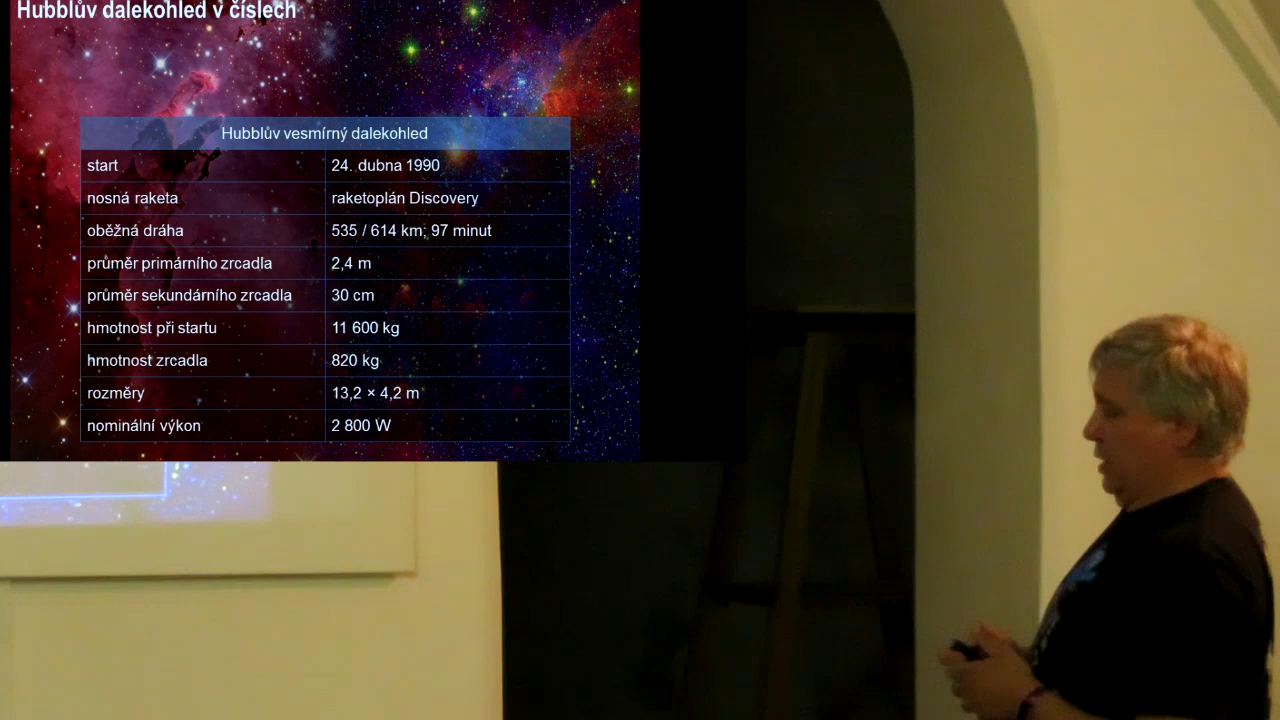 Hubblův dalekohled v číslech
Hubblův vesmírný dalekohled
start 24. dubna 1990
nosná raketa raketoplán Discovery
oběžná dráha 535 / 614 km; 97 minut
průměr primárního zrcadla 2,4 m
průměr sekundárního zrcadla 30 cm
hmotnost při startu 11 600 kg
hmotnost zrcadla 820 kg
rozměry 13,2 × 4,2 m
nominální výkon 2 800 W